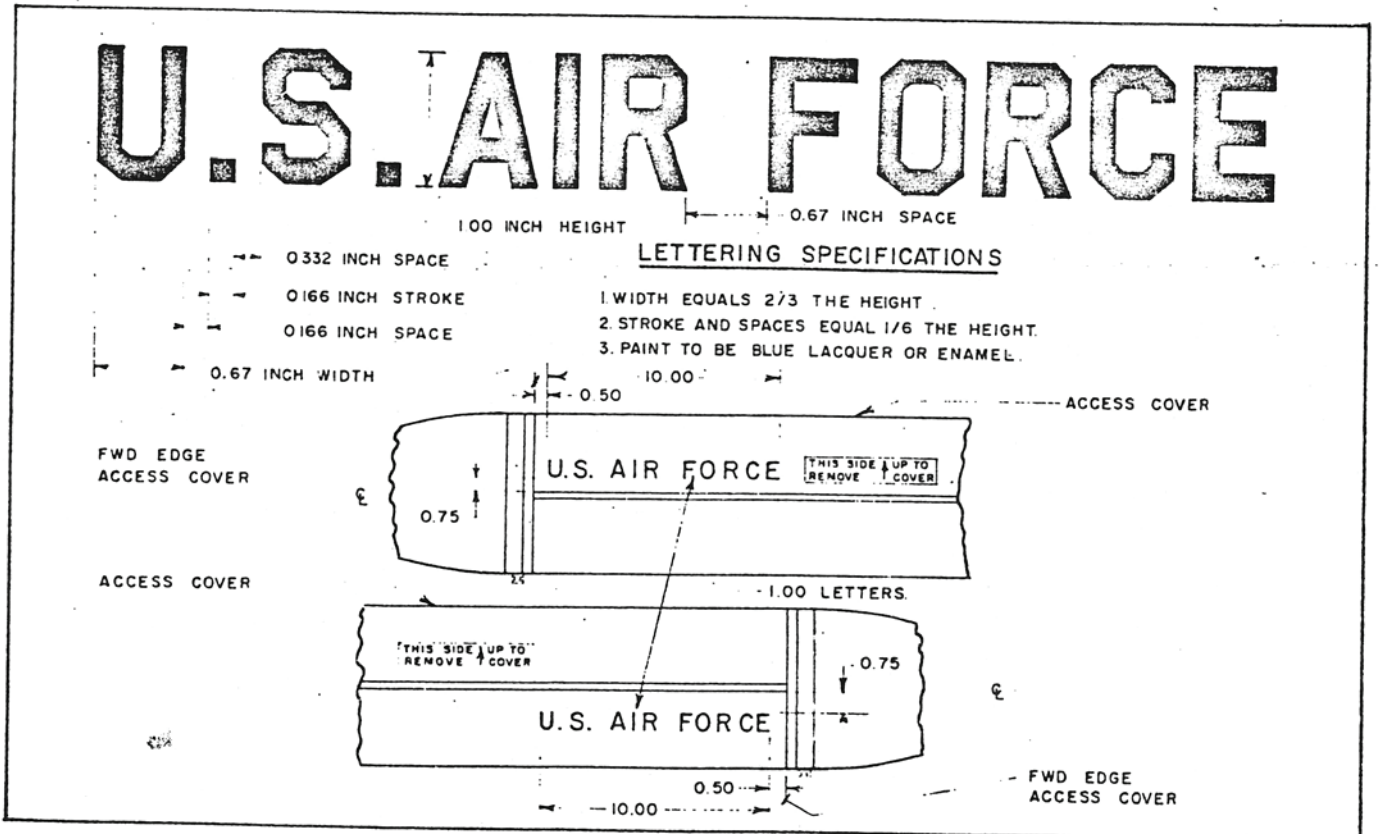 U.S. AIR FORCE
1.00 INCH HEIGHT
0.67 INCH SPACE
LETTERING SPECIFICATIONS
0.332 INCH SPACE
0.166 INCH STROKE
0.166 INCH SPACE
0.67 INCH WIDTH
1. WIDTH EQUALS 2/3 THE HEIGHT.
2. STROKE AND SPACES EQUAL 1/6 THE HEIGHT.
3. PAINT TO BE BLUE LACQUER OR ENAMEL.
10.00
0.50
ACCESS COVER
FWD EDGE
ACCESS COVER
U.S. AIR FORCE
THIS SIDE ↑ UP TO
REMOVE COVER
℄
0.75
ACCESS COVER
1.00 LETTERS.
THIS SIDE ↑ UP TO
REMOVE COVER
0.75
℄
U.S. AIR FORCE
0.50
10.00
FWD EDGE
ACCESS COVER